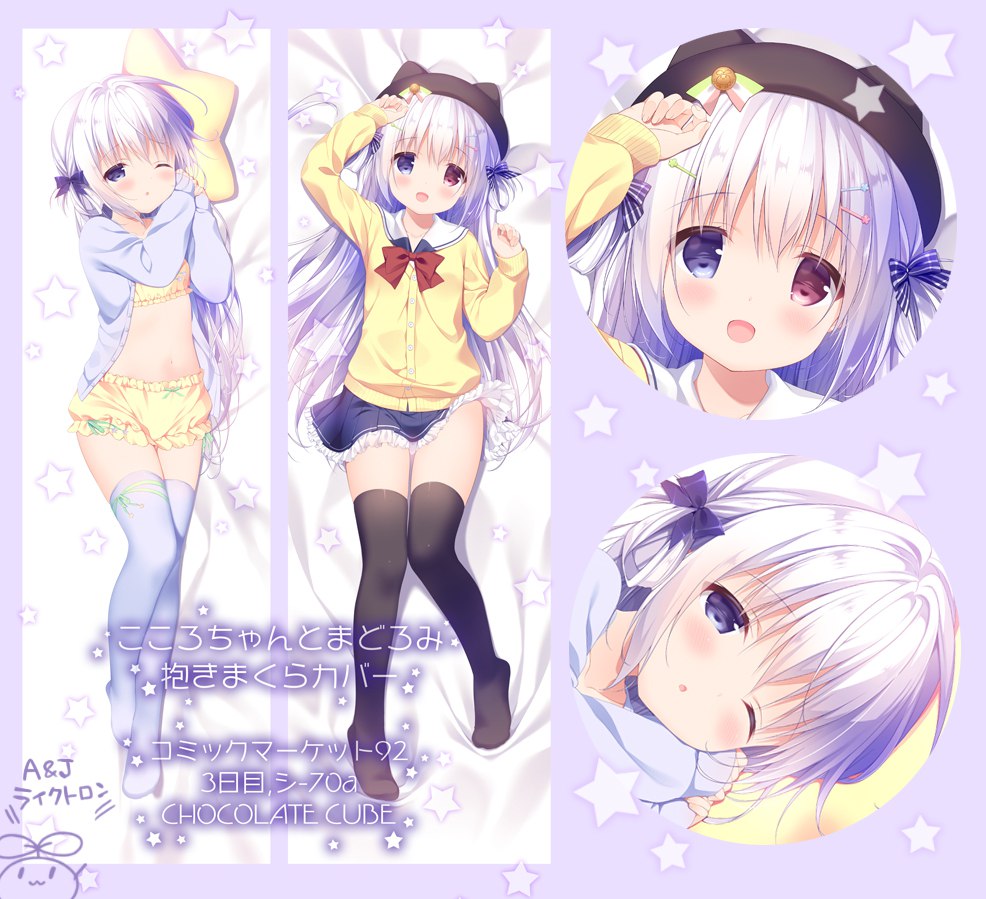 こころちゃんとまどろみ
抱きまくらカバー
コミックマーケット92
3日目,シ-70a
CHOCOLATE CUBE
A&J
ライクトロン